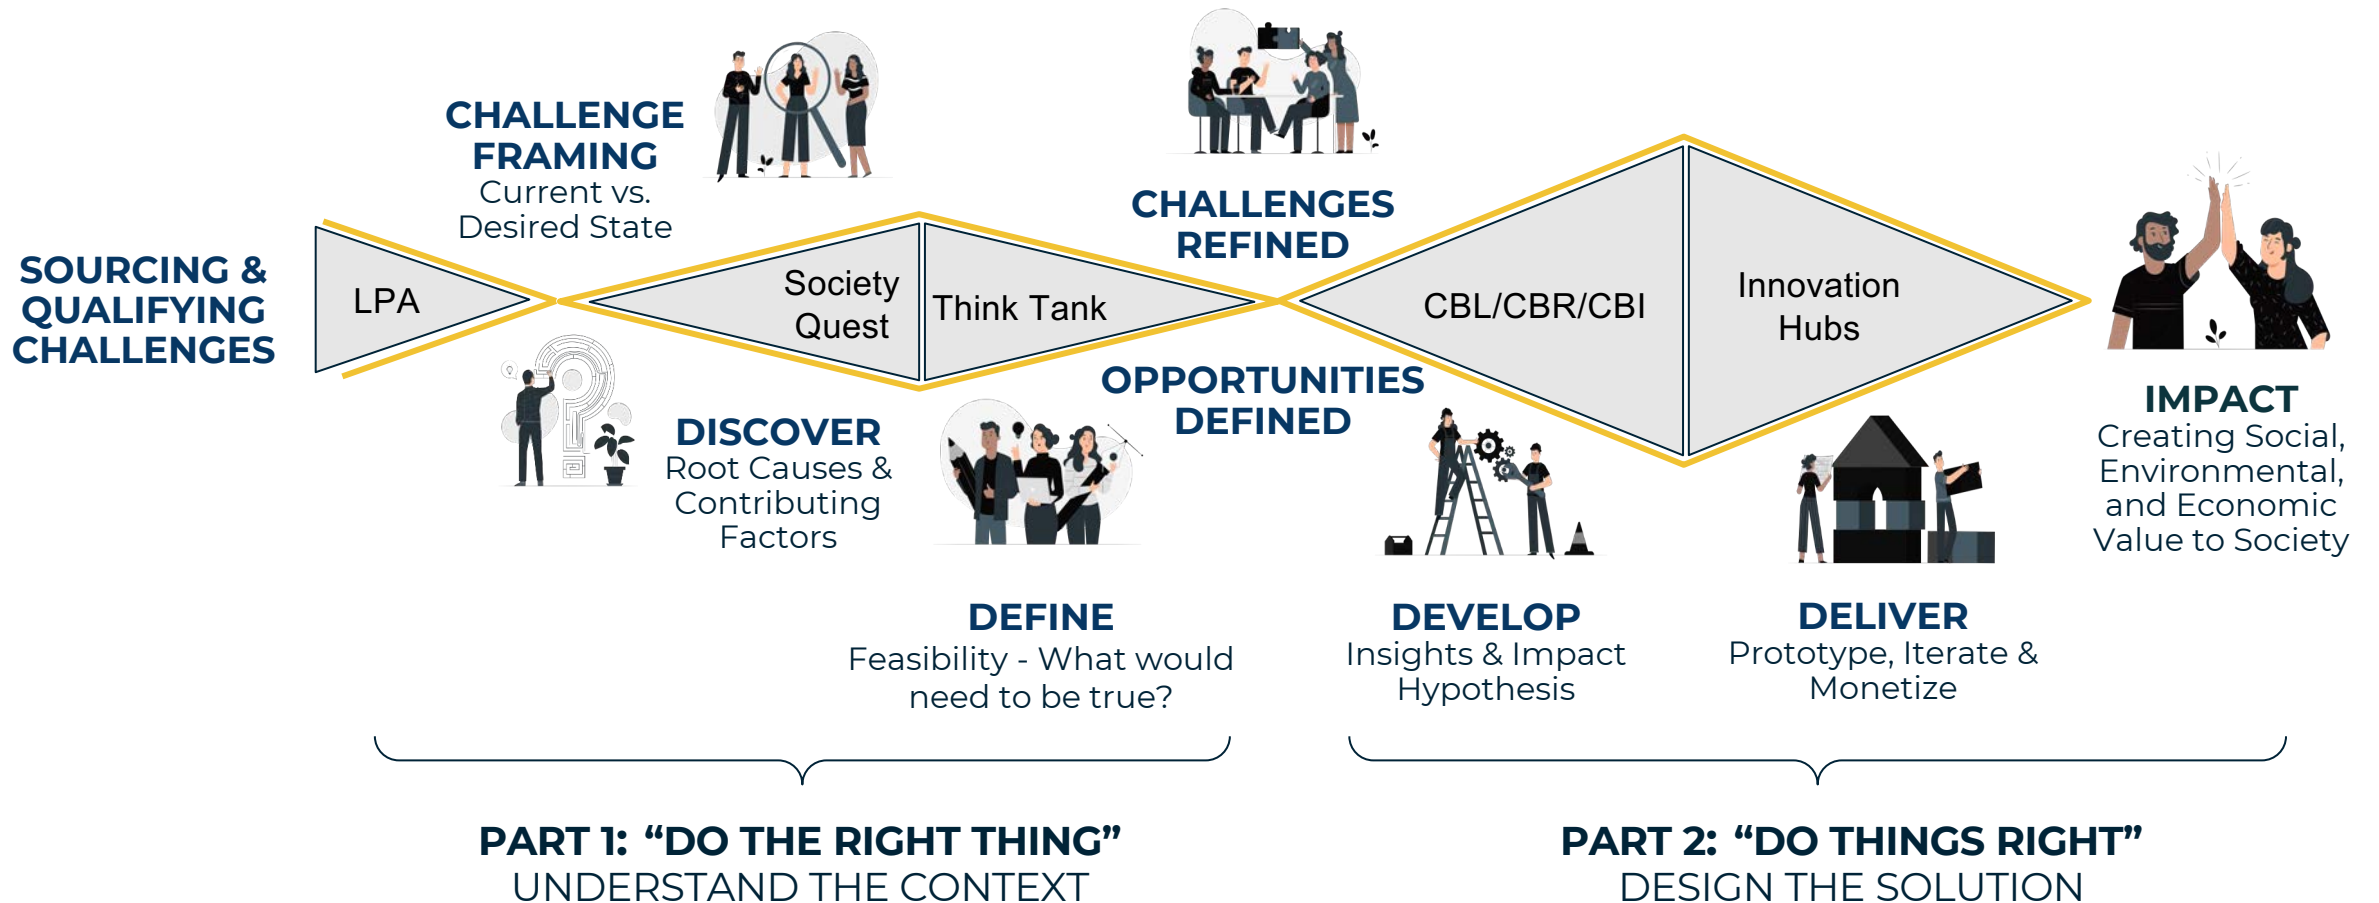 SOURCING &
QUALIFYING
CHALLENGES
LPA
CHALLENGE
FRAMING
Current vs.
Desired State
Society
Quest
DISCOVER
Root Causes &
Contributing
Factors
Think Tank
DEFINE
Feasibility - What would
need to be true?
CHALLENGES
REFINED
OPPORTUNITIES
DEFINED
CBL/CBR/CBI
DEVELOP
Insights & Impact
Hypothesis
Innovation
Hubs
DELIVER
Prototype, Iterate &
Monetize
IMPACT
Creating Social,
Environmental,
and Economic
Value to Society
PART 1: “DO THE RIGHT THING”
UNDERSTAND THE CONTEXT
PART 2: “DO THINGS RIGHT”
DESIGN THE SOLUTION